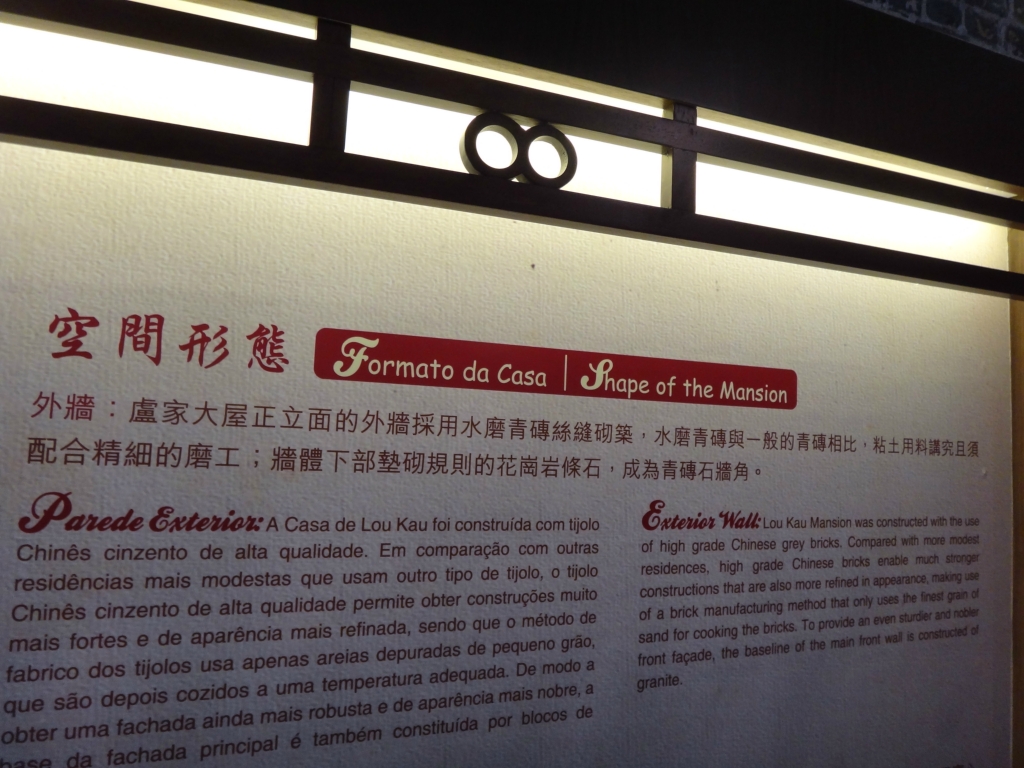 空間形態
Formato da Casa | Shape of the Mansion
外牆：盧家大屋正立面的外牆採用水磨青磚絲縫砌築，水磨青磚與一般的青磚相比，粘土用料講究且須
配合精細的磨工；牆體下部墊砌規則的花崗岩條石，成為青磚石牆角。
Parede Exterior: A Casa de Lou Kau foi construída com tijolo
Chinês cinzento de alta qualidade. Em comparação com outras
residências mais modestas que usam outro tipo de tijolo, o tijolo
Chinês cinzento de alta qualidade permite obter construções muito
mais fortes e de aparência mais refinada, sendo que o método de
fabrico dos tijolos usa apenas areias depuradas de pequeno grão,
que são depois cozidos a uma temperatura adequada. De modo a
obter uma fachada ainda mais robusta e de aparência mais nobre, a
base da fachada principal é também constituída por blocos de
Exterior Wall: Lou Kau Mansion was constructed with the use
of high grade Chinese grey bricks. Compared with more modest
residences, high grade Chinese bricks enable much stronger
constructions that are also more refined in appearance, making use
of a brick manufacturing method that only uses the finest grain of
sand for cooking the bricks. To provide an even sturdier and nobler
front façade, the baseline of the main front wall is constructed of
granite.